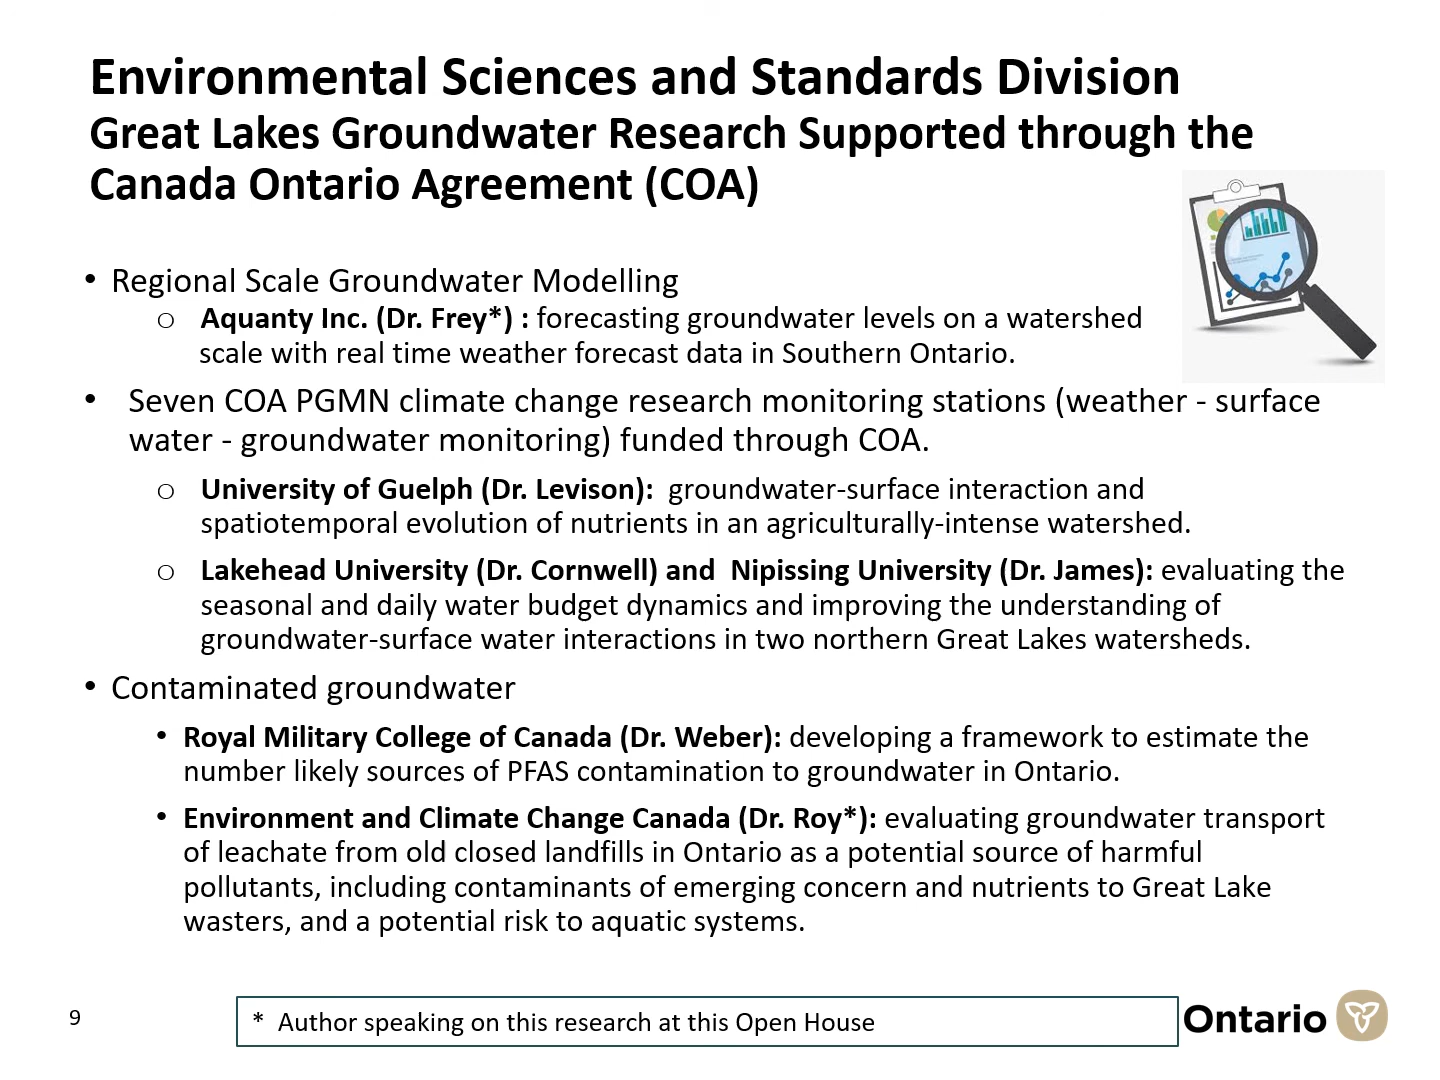 Environmental Sciences and Standards Division
Great Lakes Groundwater Research Supported through the
Canada Ontario Agreement (COA)
• Regional Scale Groundwater Modelling
o Aquanty Inc. (Dr. Frey*) : forecasting groundwater levels on a watershed
scale with real time weather forecast data in Southern Ontario.
• Seven COA PGMN climate change research monitoring stations (weather - surface
water - groundwater monitoring) funded through COA.
o University of Guelph (Dr. Levison): groundwater-surface interaction and
spatiotemporal evolution of nutrients in an agriculturally-intense watershed.
o Lakehead University (Dr. Cornwell) and Nipissing University (Dr. James): evaluating the
seasonal and daily water budget dynamics and improving the understanding of
groundwater-surface water interactions in two northern Great Lakes watersheds.
• Contaminated groundwater
• Royal Military College of Canada (Dr. Weber): developing a framework to estimate the
number likely sources of PFAS contamination to groundwater in Ontario.
• Environment and Climate Change Canada (Dr. Roy*): evaluating groundwater transport
of leachate from old closed landfills in Ontario as a potential source of harmful
pollutants, including contaminants of emerging concern and nutrients to Great Lake
wasters, and a potential risk to aquatic systems.
9
* Author speaking on this research at this Open House
Ontario